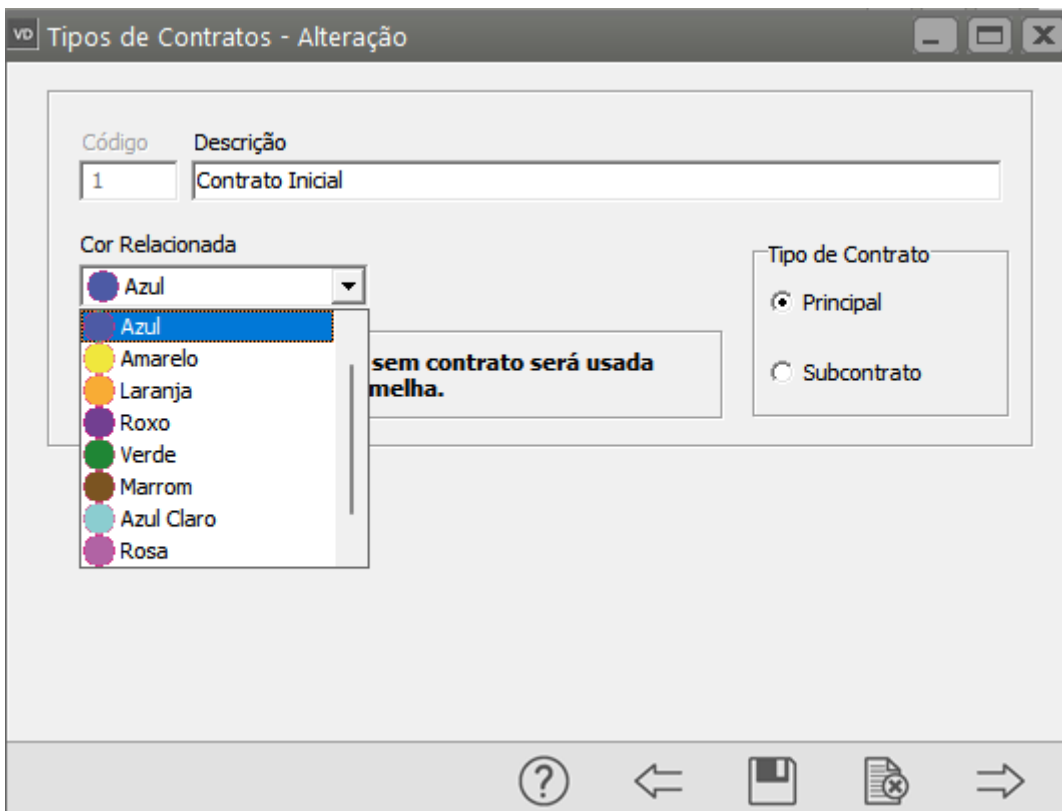 VD Tipos de Contratos - Alteração
Código Descrição
1 Contrato Inicial
Cor Relacionada
Azul
Azul
Amarelo
Laranja
Roxo
Verde
Marrom
Azul Claro
Rosa
sem contrato será usada
melha.
Tipo de Contrato
Principal
Subcontrato
?